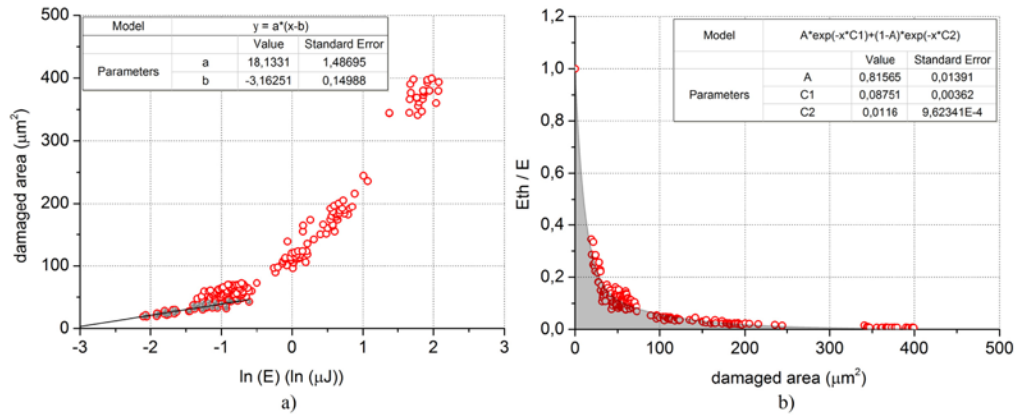 Model y = a*(x-b)
Value Standard Error
Parameters a 18,1331 1,48695
b -3,16251 0,14988
damaged area (μm²)
500
400
300
200
100
0
-3 -2 -1 0 1 2 3
ln (E) (ln (μJ))
a)
Model A*exp(-x*C1)+(1-A)*exp(-x*C2)
Value Standard Error
Parameters A 0,81565 0,01391
C1 0,08751 0,00362
C2 0,0116 9,62341E-4
Eth / E
1,2
1,0
0,8
0,6
0,4
0,2
0,0
0 100 200 300 400 500
damaged area (μm²)
b)